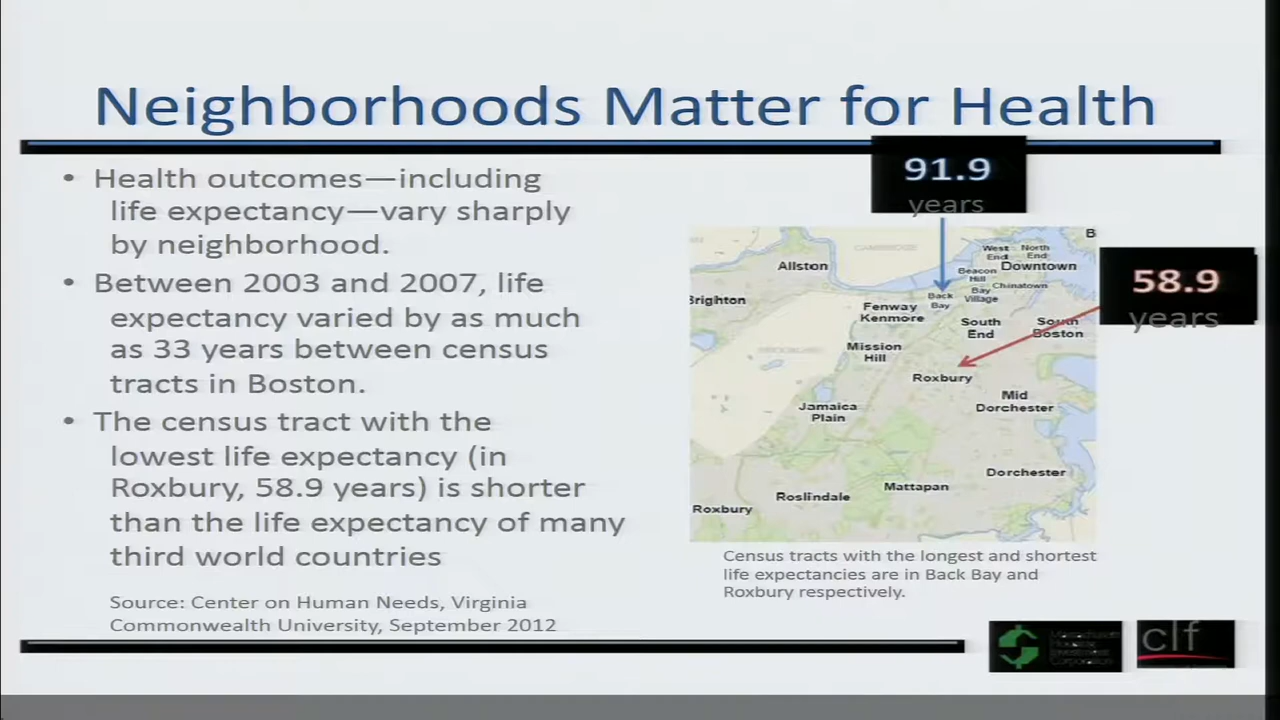 Neighborhoods Matter for Health
• Health outcomes—including
life expectancy—vary sharply
by neighborhood.
• Between 2003 and 2007, life
expectancy varied by as much
as 33 years between census
tracts in Boston.
• The census tract with the
lowest life expectancy (in
Roxbury, 58.9 years) is shorter
than the life expectancy of many
third world countries
Source: Center on Human Needs, Virginia
Commonwealth University, September 2012
91.9
years
58.9
years
CAMBRIDGE
B
West
End
North
End
Allston
Beacon
Hill
Downtown
Brighton
Back
Bay
Bay
Village
Chinatown
Fenway
Kenmore
South
End
South
Boston
BROOKLINE
Mission
Hill
Roxbury
Jamaica
Plain
Mid
Dorchester
Dorchester
Roslindale
Mattapan
Roxbury
Census tracts with the longest and shortest
life expectancies are in Back Bay and
Roxbury respectively.
Massachusetts
Housing
Investment
Corporation
clf